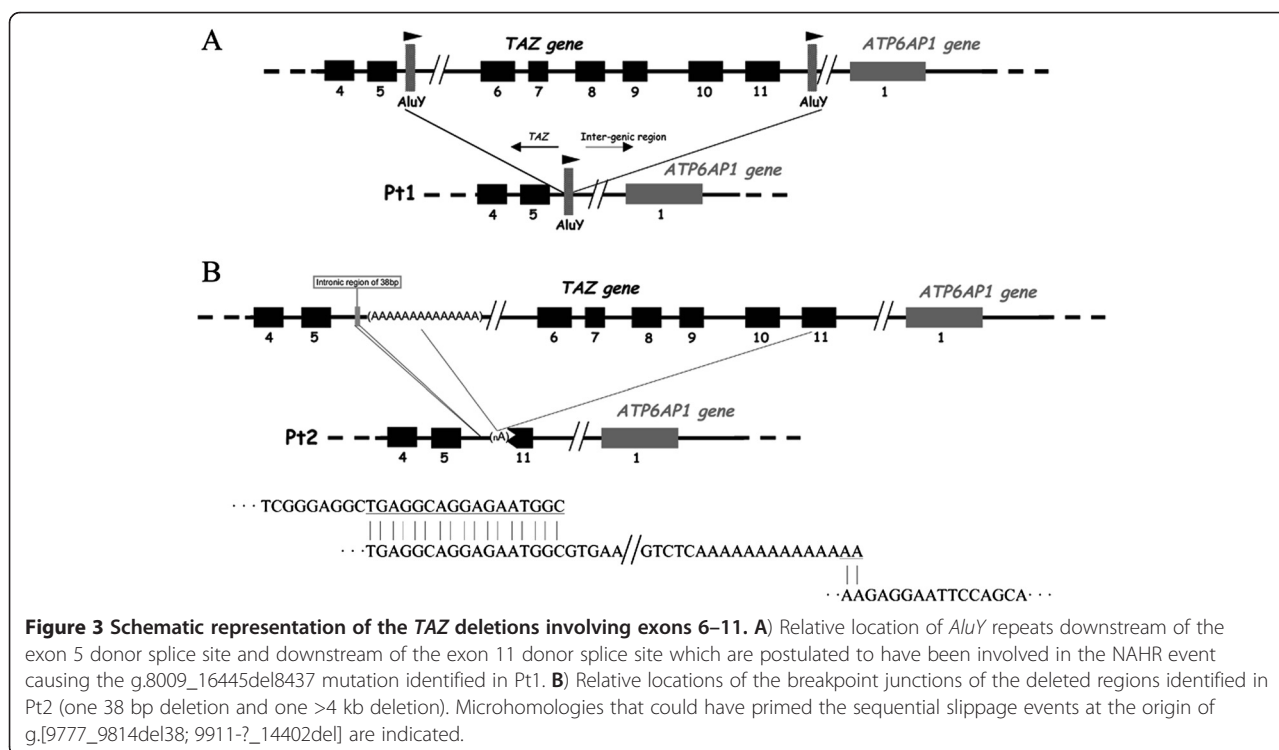 A
TAZ gene
ATP6AP1 gene
4 5 AluY 6 7 8 9 10 11 AluY 1
TAZ Inter-genic region
ATP6AP1 gene
Pt1
4 5 AluY 1
B
Intronic region of 38bp
TAZ gene
ATP6AP1 gene
(AAAAAAAAAAAAAA)
4 5 6 7 8 9 10 11 1
ATP6AP1 gene
Pt2 (nA)
4 5 11 1
··· TCGGGAGGCTGAGGCAGGAGAATGGC
···TGAGGCAGGAGAATGGCGTGAA//GTCTCAAAAAAAAAAAAAAA
··AAGAGGAATTCCAGCA···
Figure 3 Schematic representation of the TAZ deletions involving exons 6–11. A) Relative location of AluY repeats downstream of the
exon 5 donor splice site and downstream of the exon 11 donor splice site which are postulated to have been involved in the NAHR event
causing the g.8009_16445del8437 mutation identified in Pt1. B) Relative locations of the breakpoint junctions of the deleted regions identified in
Pt2 (one 38 bp deletion and one >4 kb deletion). Microhomologies that could have primed the sequential slippage events at the origin of
g.[9777_9814del38; 9911-?_14402del] are indicated.